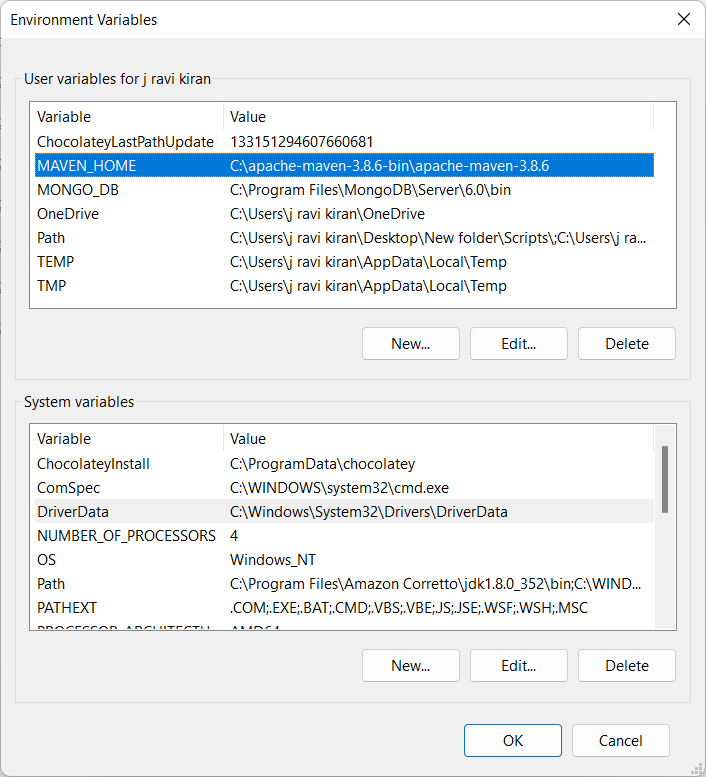 Environment Variables
User variables for j ravi kiran
Variable Value
ChocolateyLastPathUpdate 133151294607660681
MAVEN_HOME C:\apache-maven-3.8.6-bin\apache-maven-3.8.6
MONGO_DB C:\Program Files\MongoDB\Server\6.0\bin
OneDrive C:\Users\j ravi kiran\OneDrive
Path C:\Users\j ravi kiran\Desktop\New folder\Scripts\;C:\Users\j ra...
TEMP C:\Users\j ravi kiran\AppData\Local\Temp
TMP C:\Users\j ravi kiran\AppData\Local\Temp
New... Edit... Delete
System variables
Variable Value
ChocolateyInstall C:\ProgramData\chocolatey
ComSpec C:\WINDOWS\system32\cmd.exe
DriverData C:\Windows\System32\Drivers\DriverData
NUMBER_OF_PROCESSORS 4
OS Windows_NT
Path C:\Program Files\Amazon Corretto\jdk1.8.0_352\bin;C:\WIND...
PATHEXT .COM;.EXE;.BAT;.CMD;.VBS;.VBE;.JS;.JSE;.WSF;.WSH;.MSC
PROCESSOR_ARCHITECTU... AMD64
New... Edit... Delete
OK Cancel